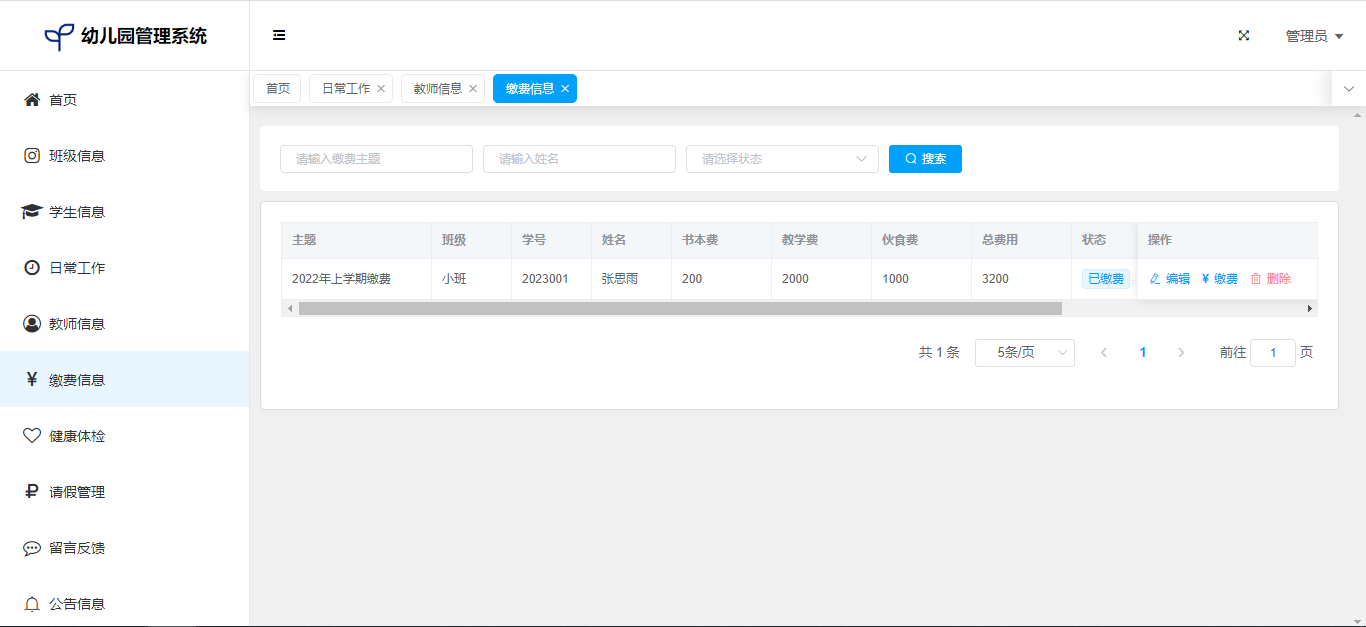 幼儿园管理系统
管理员
首页 日常工作 教师信息 缴费信息
首页
班级信息
学生信息
日常工作
教师信息
¥ 缴费信息
健康体检
₽ 请假管理
留言反馈
公告信息
请输入缴费主题 请输入姓名 请选择状态 搜索
主题 班级 学号 姓名 书本费 教学费 伙食费 总费用 状态 操作
2022年上学期缴费 小班 2023001 张思雨 200 2000 1000 3200 已缴费 编辑 ¥ 缴费 删除
共 1 条 5条/页 1 前往 1 页